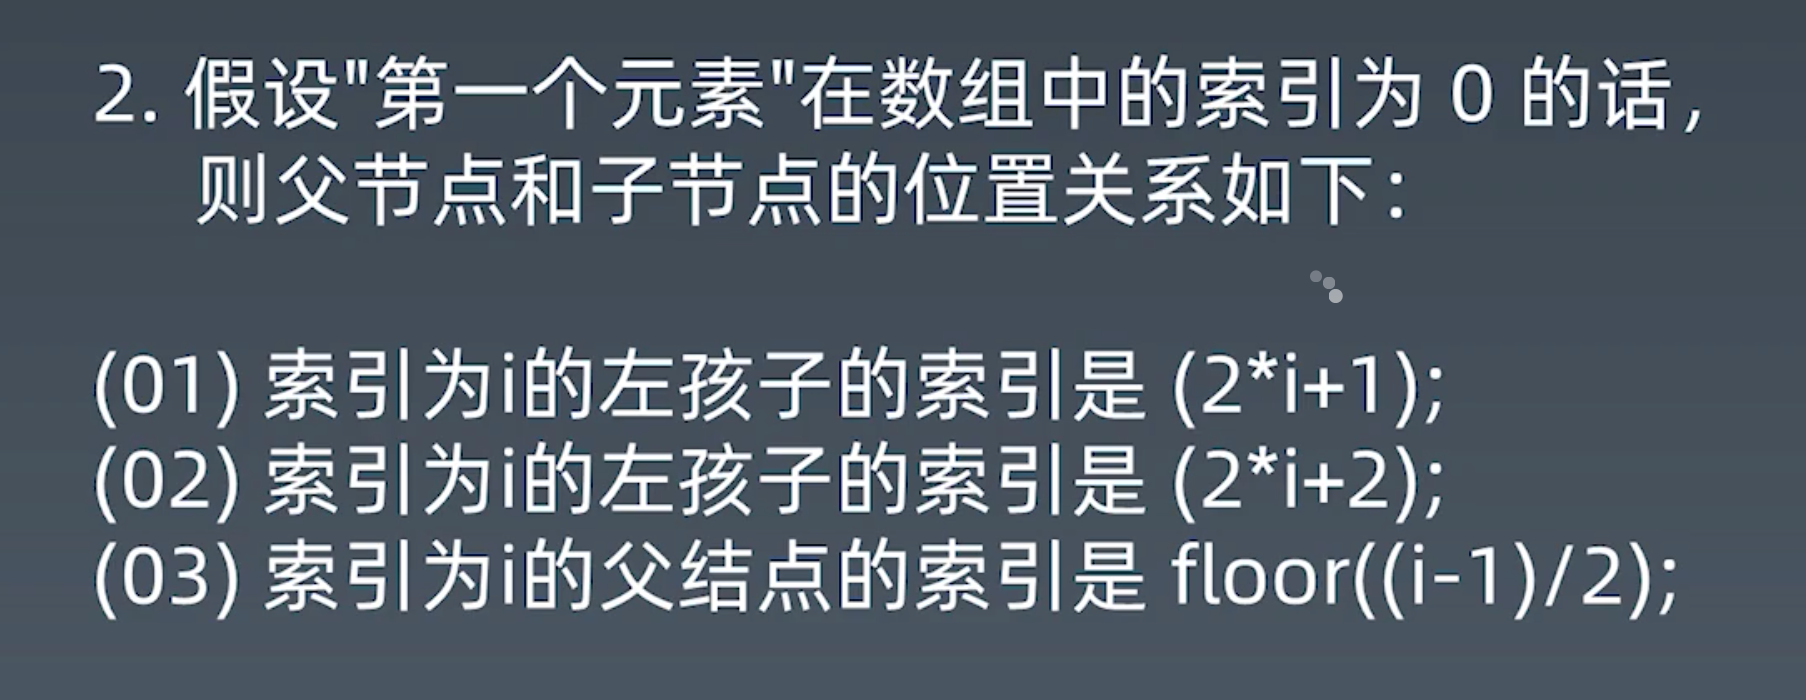 2. 假设"第一个元素"在数组中的索引为 0 的话，
则父节点和子节点的位置关系如下：
(01) 索引为i的左孩子的索引是 (2*i+1);
(02) 索引为i的左孩子的索引是 (2*i+2);
(03) 索引为i的父结点的索引是 floor((i-1)/2);